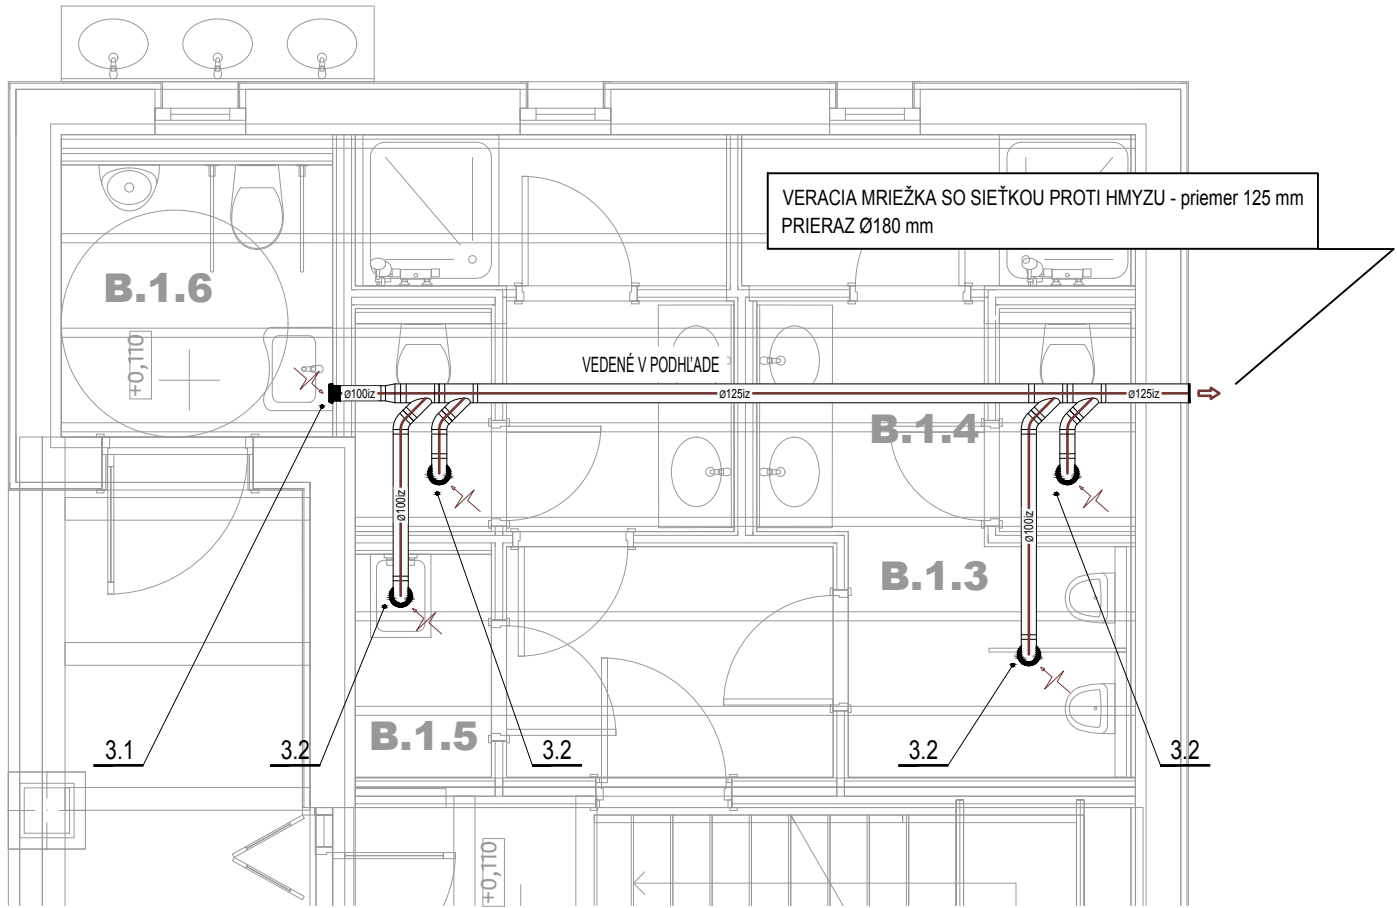 VERACIA MRIEŽKA SO SIEŤKOU PROTI HMYZU - priemer 125 mm
PRIERAZ Ø180 mm
B.1.6
+0,110
VEDENÉ V PODHĽADE
Ø100iz
Ø125iz
Ø125iz
B.1.4
Ø100iz
Ø100iz
B.1.3
B.1.5
3.1
3.2
3.2
3.2
3.2
+0,110